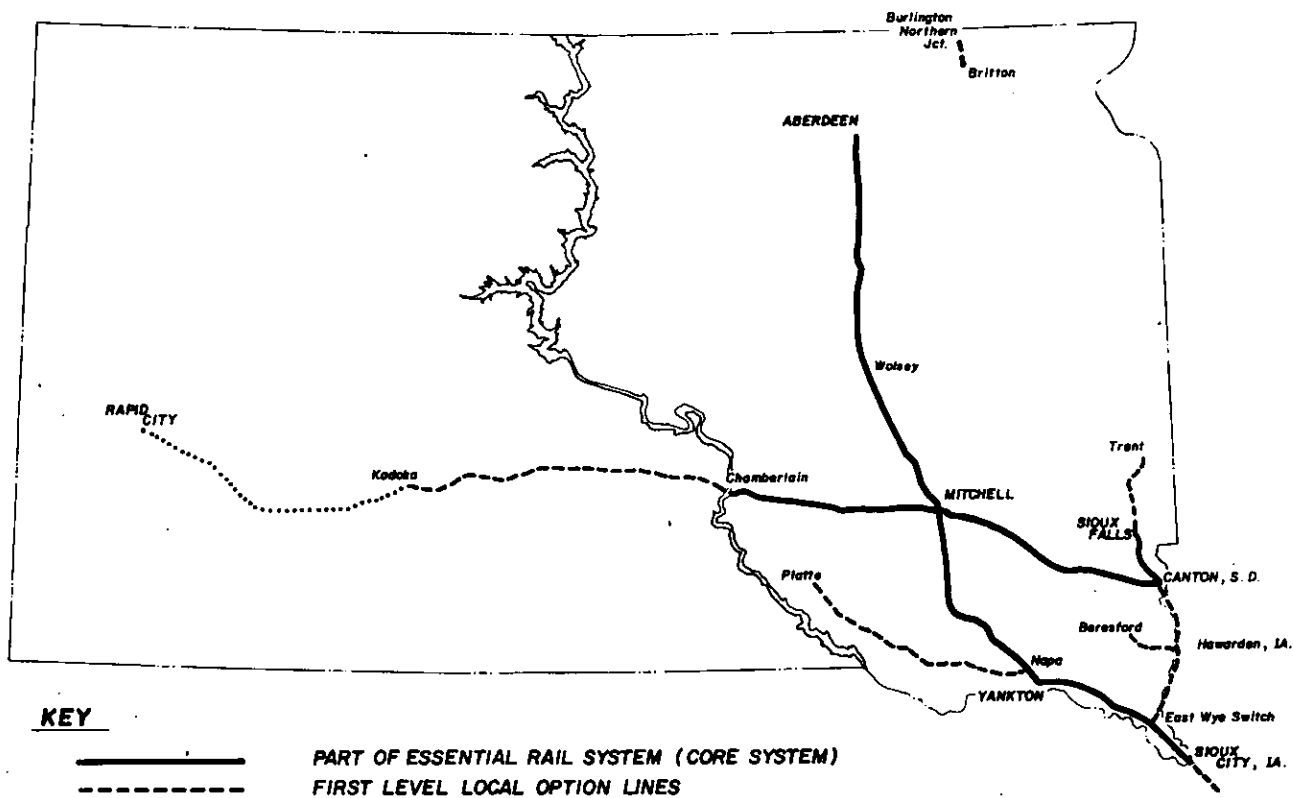 Burlington
Northern
Jct.
Britton
ABERDEEN
Wolsey
RAPID
CITY
Kadoka
Chamberlain
MITCHELL
Trent
SIOUX
FALLS
CANTON, S. D.
Platte
Beresford
Hawarden, IA.
Napa
YANKTON
East Wye Switch
SIOUX
CITY, IA.
KEY
PART OF ESSENTIAL RAIL SYSTEM (CORE SYSTEM)
FIRST LEVEL LOCAL OPTION LINES